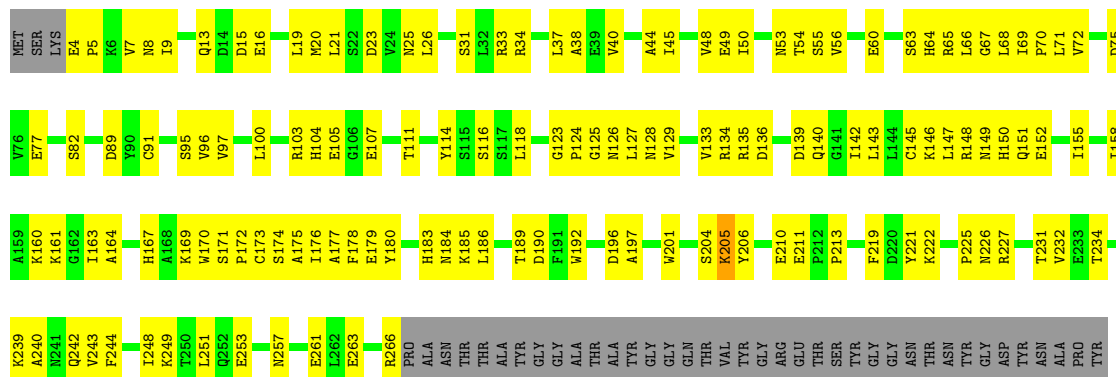 MET SER LYS E4 P5 K6 V7 N8 I9 Q13 D14 D15 E16 L19 M20 L21 S22 D23 V24 N25 L26 S31 L32 R33 R34 L37 A38 E39 V40 A44 I45 V48 E49 I50 N53 T54 S55 V56 E60 S63 H64 R65 L66 G67 L68 I69 P70 L71 V72 D75
V76 E77 S82 D89 Y90 C91 S95 V96 V97 L100 R103 H104 E105 G106 E107 T111 Y114 S115 S116 S117 L118 G123 P124 G125 N126 L127 N128 V129 V133 R134 R135 D136 D139 Q140 G141 I142 L143 L144 C145 K146 L147 R148 N149 H150 Q151 E152 I155 I158
A159 K160 K161 G162 I163 A164 H167 A168 K169 W170 S171 P172 C173 S174 A175 I176 A177 F178 E179 Y180 H183 N184 K185 L186 T189 D190 F191 W192 D196 A197 W201 S204 K205 Y206 E210 E211 P212 P213 F219 D220 Y221 K222 P225 N226 R227 T231 V232 E233 T234
K239 A240 N241 Q242 V243 F244 I248 K249 T250 L251 Q252 E253 N257 E261 L262 E263 R266 PRO ALA ASN THR THR ALA TYR GLY GLY ALA THR ALA TYR GLY GLY GLN THR VAL TYR GLY ARG GLU THR SER TYR GLY GLY ASN THR ASN TYR GLY ASP TYR ASN ALA PRO TYR